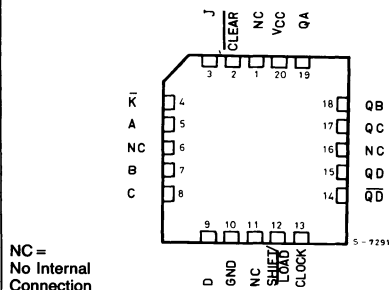 J
CLEAR
NC
VCC
QA
3
2
1
20
19
K
4
A
5
NC
6
B
7
C
8
18
QB
17
QC
16
NC
15
QD
14
QD
9
10
11
12
13
S-7291
D
GND
NC
SHIFT/
LOAD
CLOCK
NC =
No Internal
Connection